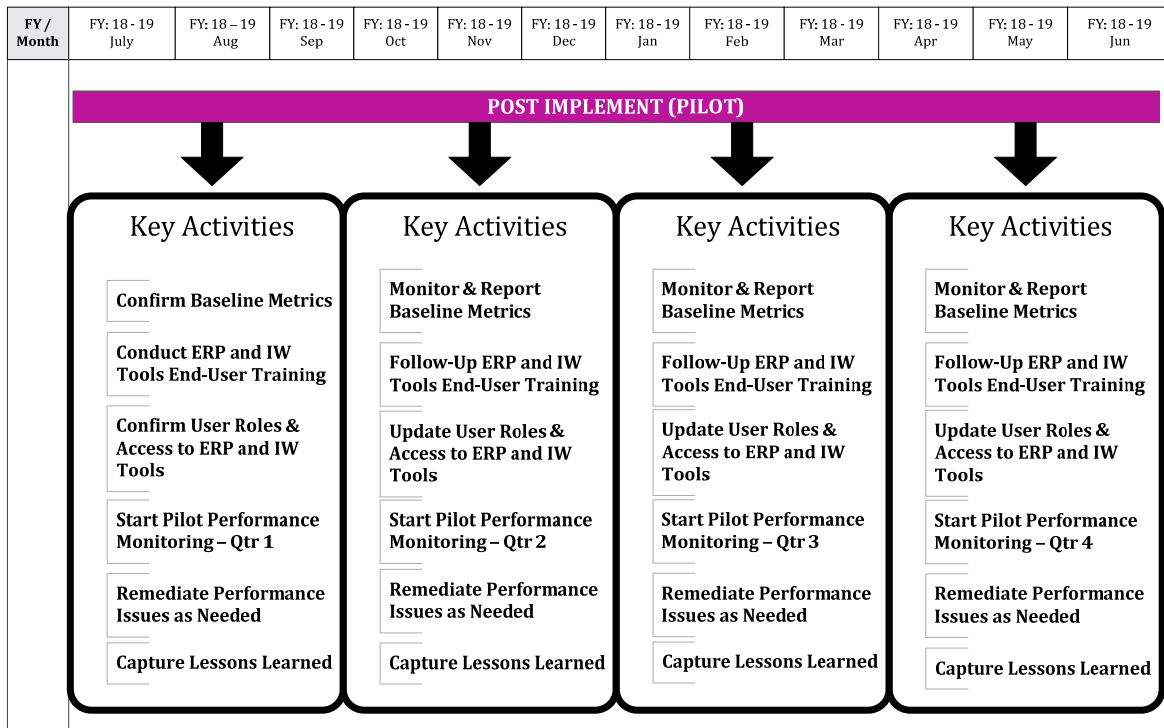 FY /
Month
FY: 18 - 19
July
FY: 18 – 19
Aug
FY: 18 - 19
Sep
FY: 18 - 19
Oct
FY: 18 - 19
Nov
FY: 18 - 19
Dec
FY: 18 - 19
Jan
FY: 18 - 19
Feb
FY: 18 - 19
Mar
FY: 18 - 19
Apr
FY: 18 - 19
May
FY: 18 - 19
Jun
POST IMPLEMENT (PILOT)
Key Activities
Confirm Baseline Metrics
Conduct ERP and IW
Tools End-User Training
Confirm User Roles &
Access to ERP and IW
Tools
Start Pilot Performance
Monitoring – Qtr 1
Remediate Performance
Issues as Needed
Capture Lessons Learned
Key Activities
Monitor & Report
Baseline Metrics
Follow-Up ERP and IW
Tools End-User Training
Update User Roles &
Access to ERP and IW
Tools
Start Pilot Performance
Monitoring – Qtr 2
Remediate Performance
Issues as Needed
Capture Lessons Learned
Key Activities
Monitor & Report
Baseline Metrics
Follow-Up ERP and IW
Tools End-User Training
Update User Roles &
Access to ERP and IW
Tools
Start Pilot Performance
Monitoring – Qtr 3
Remediate Performance
Issues as Needed
Capture Lessons Learned
Key Activities
Monitor & Report
Baseline Metrics
Follow-Up ERP and IW
Tools End-User Training
Update User Roles &
Access to ERP and IW
Tools
Start Pilot Performance
Monitoring – Qtr 4
Remediate Performance
Issues as Needed
Capture Lessons Learned